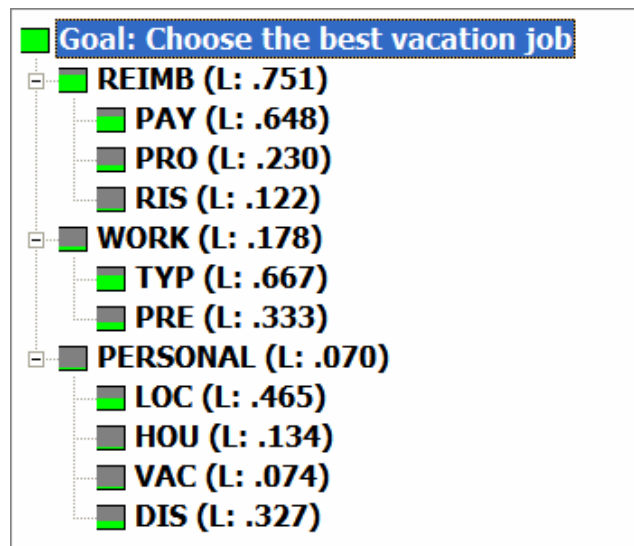 Goal: Choose the best vacation job
REIMB (L: .751)
PAY (L: .648)
PRO (L: .230)
RIS (L: .122)
WORK (L: .178)
TYP (L: .667)
PRE (L: .333)
PERSONAL (L: .070)
LOC (L: .465)
HOU (L: .134)
VAC (L: .074)
DIS (L: .327)